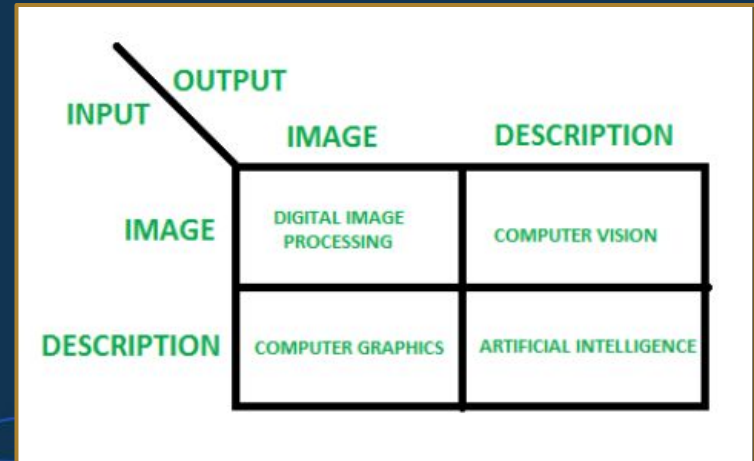 OUTPUT
INPUT
IMAGE DESCRIPTION
IMAGE
DIGITAL IMAGE
PROCESSING
COMPUTER VISION
DESCRIPTION
COMPUTER GRAPHICS
ARTIFICIAL INTELLIGENCE